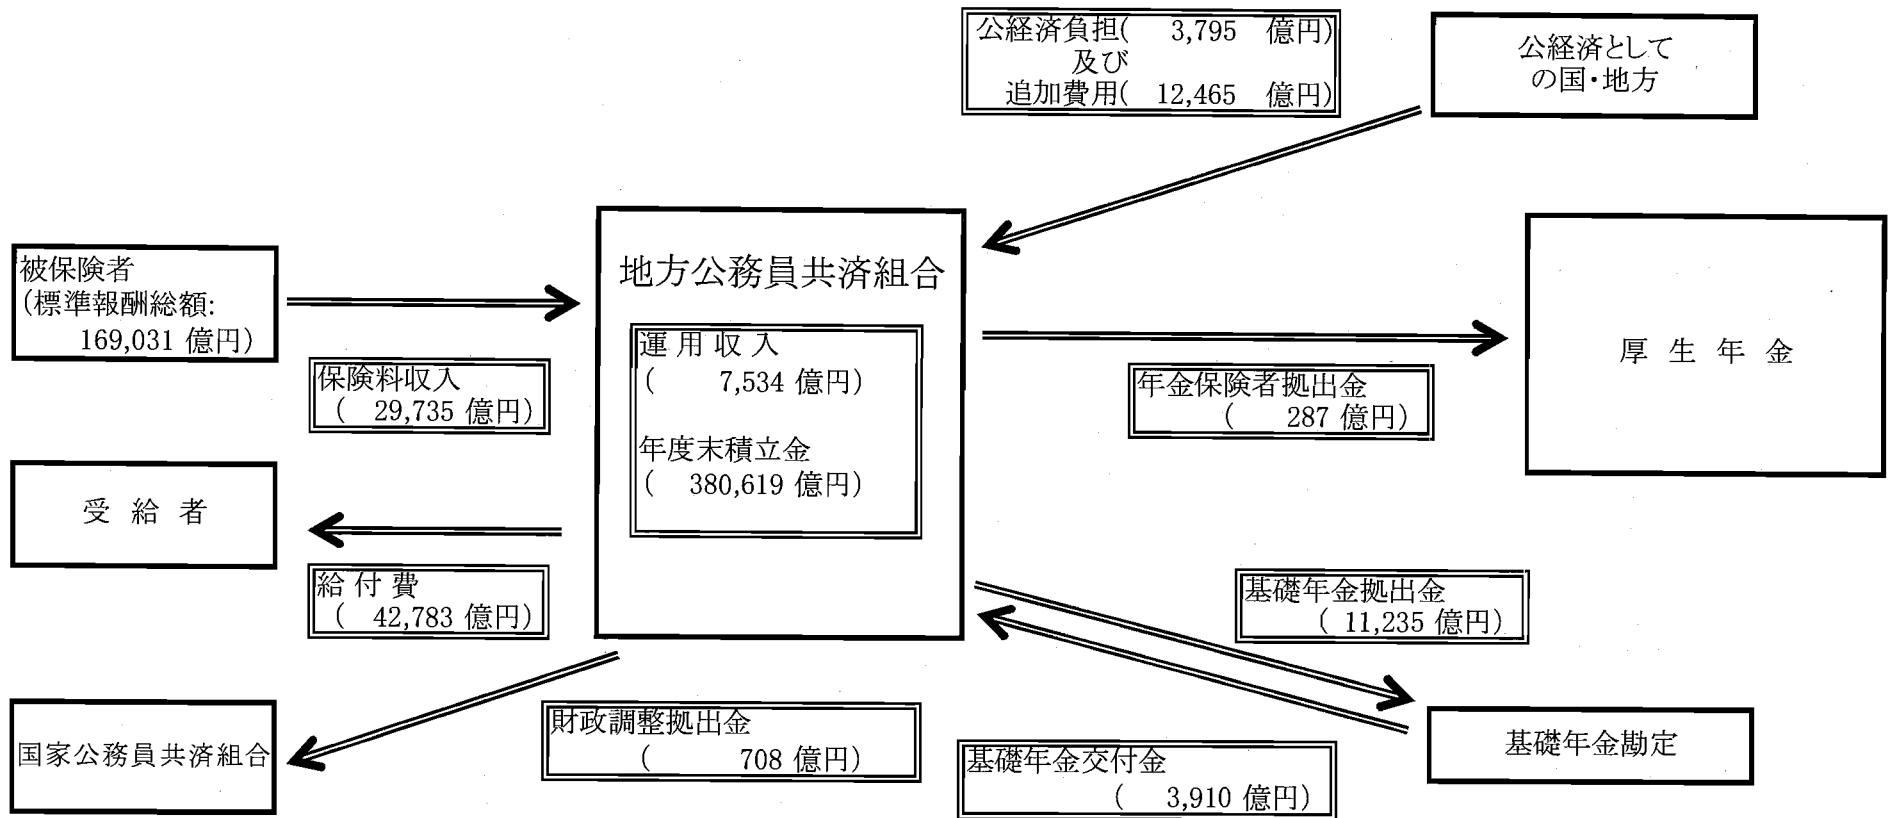 公経済負担( 3,795 億円)
及び
追加費用( 12,465 億円)
公経済として
の国・地方
被保険者
(標準報酬総額:
169,031 億円)
保険料収入
( 29,735 億円)
地方公務員共済組合
運 用 収 入
( 7,534 億円)
年度末積立金
( 380,619 億円)
年金保険者拠出金
( 287 億円)
厚 生 年 金
受 給 者
給 付 費
( 42,783 億円)
基礎年金拠出金
( 11,235 億円)
国家公務員共済組合
財政調整拠出金
( 708 億円)
基礎年金交付金
( 3,910 億円)
基礎年金勘定